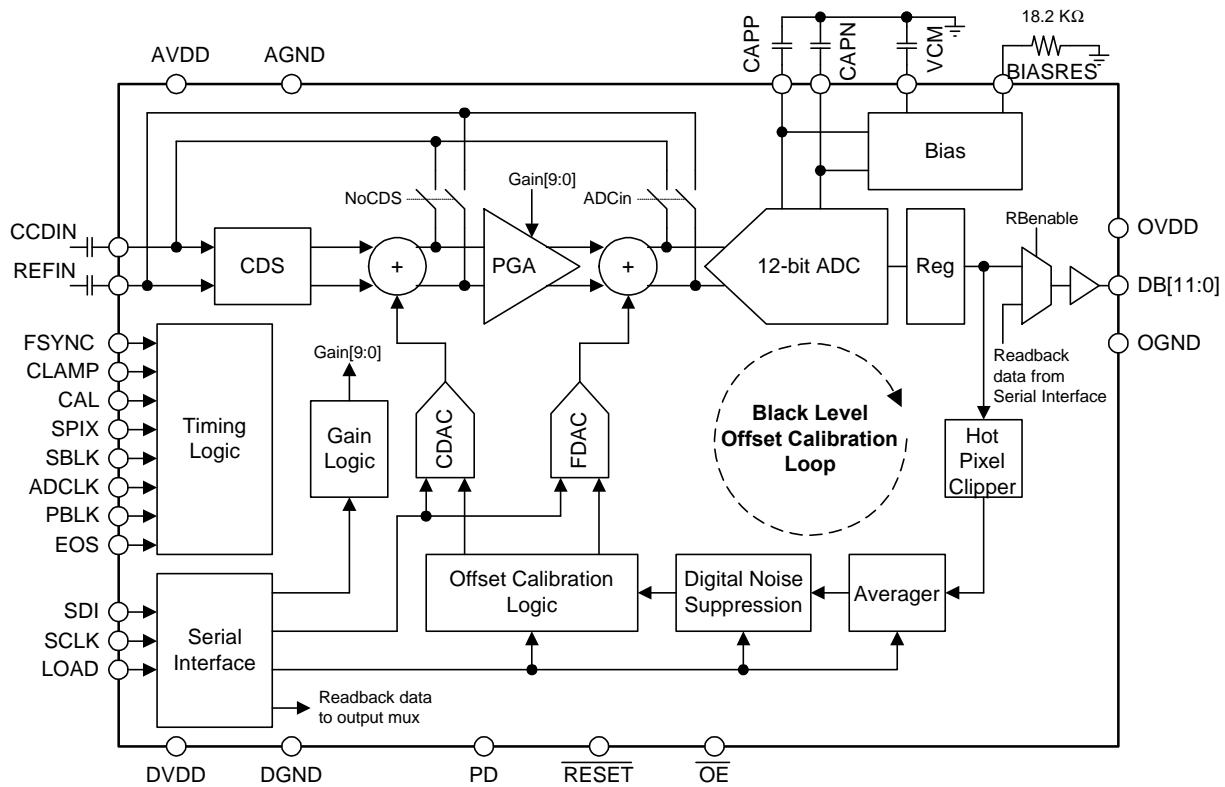 18.2 KΩ
CAPP
CAPN
VCM
BIASRES
AVDD
AGND
Bias
NoCDS
Gain[9:0]
ADCin
CCDIN
REFIN
CDS
+
PGA
+
12-bit ADC
Reg
RBenable
OVDD
DB[11:0]
OGND
Readback
data from
Serial Interface
FSYNC
CLAMP
CAL
SPIX
SBLK
ADCLK
PBLK
EOS
Timing
Logic
Gain[9:0]
Gain
Logic
CDAC
FDAC
Black Level
Offset Calibration
Loop
Hot
Pixel
Clipper
SDI
SCLK
LOAD
Serial
Interface
Offset Calibration
Logic
Digital Noise
Suppression
Averager
Readback data
to output mux
DVDD
DGND
PD
RESET
OE